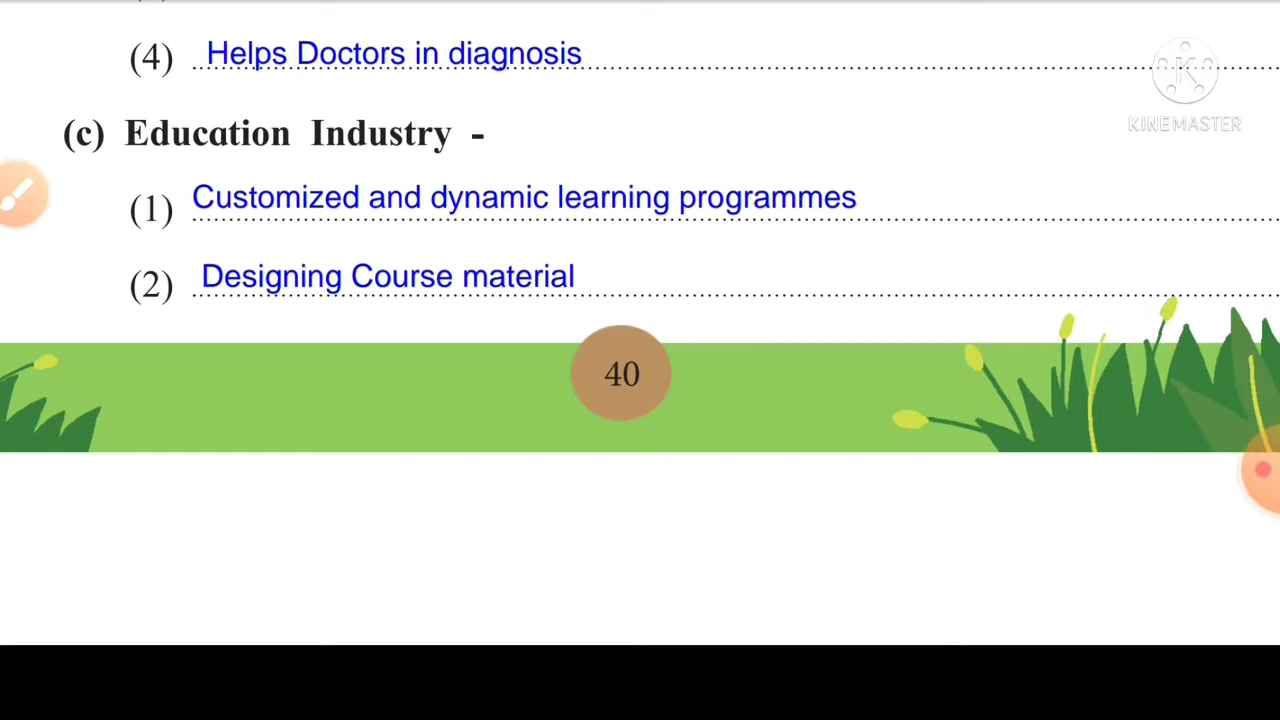 (4) Helps Doctors in diagnosis
KINEMASTER
(c) Education Industry -
(1) Customized and dynamic learning programmes
(2) Designing Course material
40